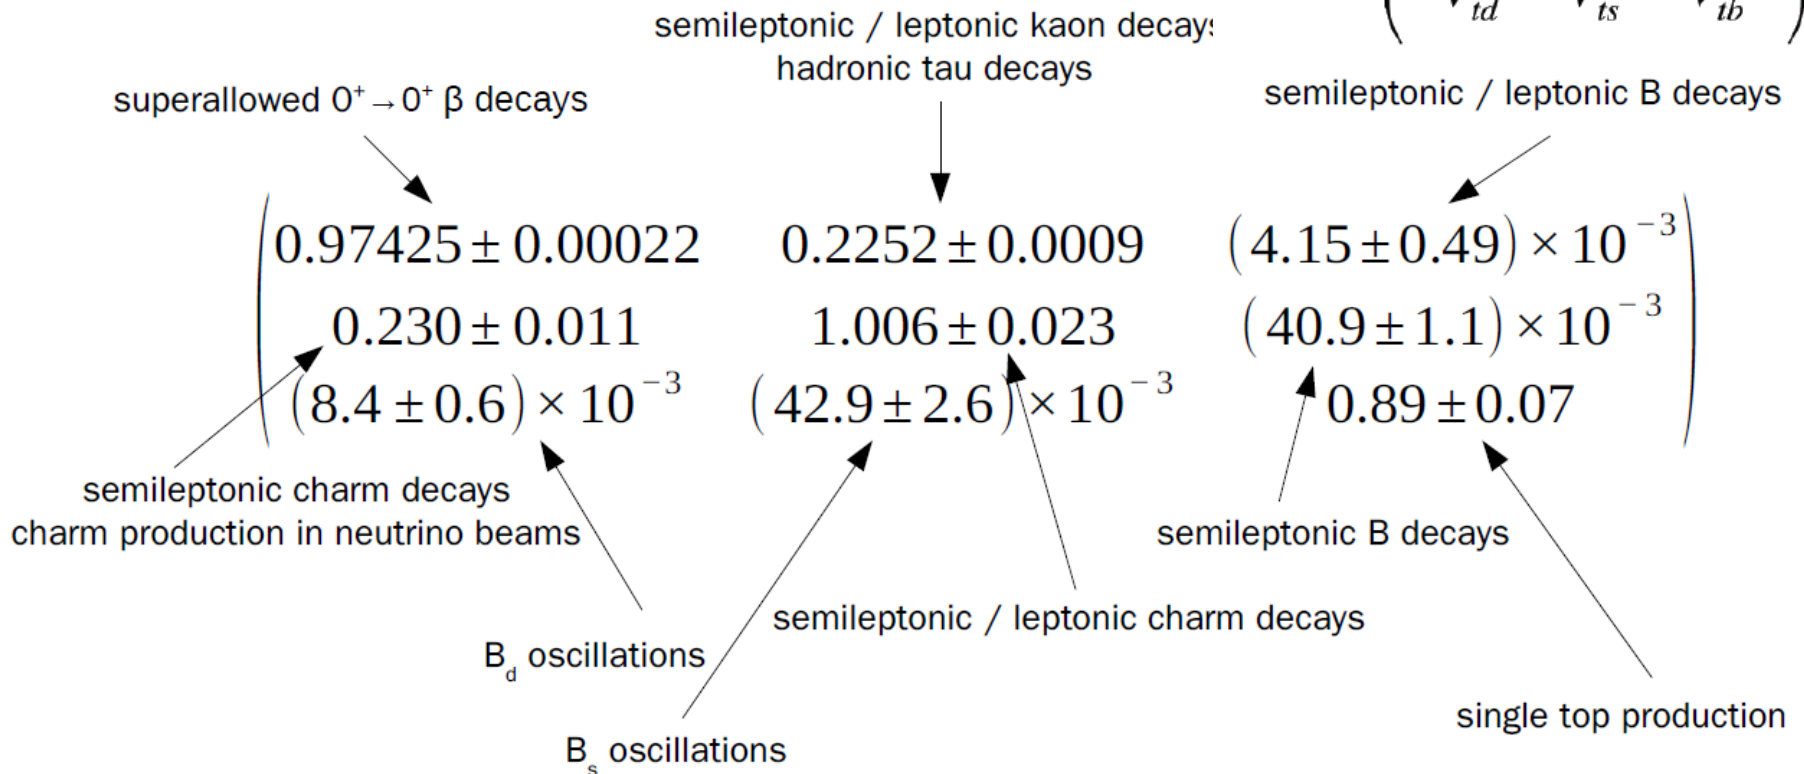 semileptonic / leptonic kaon decays
hadronic tau decays
td ts tb
superallowed 0⁺→0⁺ β decays
semileptonic / leptonic B decays
0.97425 ± 0.00022 0.2252 ± 0.0009 (4.15 ± 0.49) × 10⁻³
0.230 ± 0.011 1.006 ± 0.023 (40.9 ± 1.1) × 10⁻³
(8.4 ± 0.6) × 10⁻³ (42.9 ± 2.6) × 10⁻³ 0.89 ± 0.07
semileptonic charm decays
charm production in neutrino beams
semileptonic B decays
semileptonic / leptonic charm decays
B_d oscillations
single top production
B_s oscillations